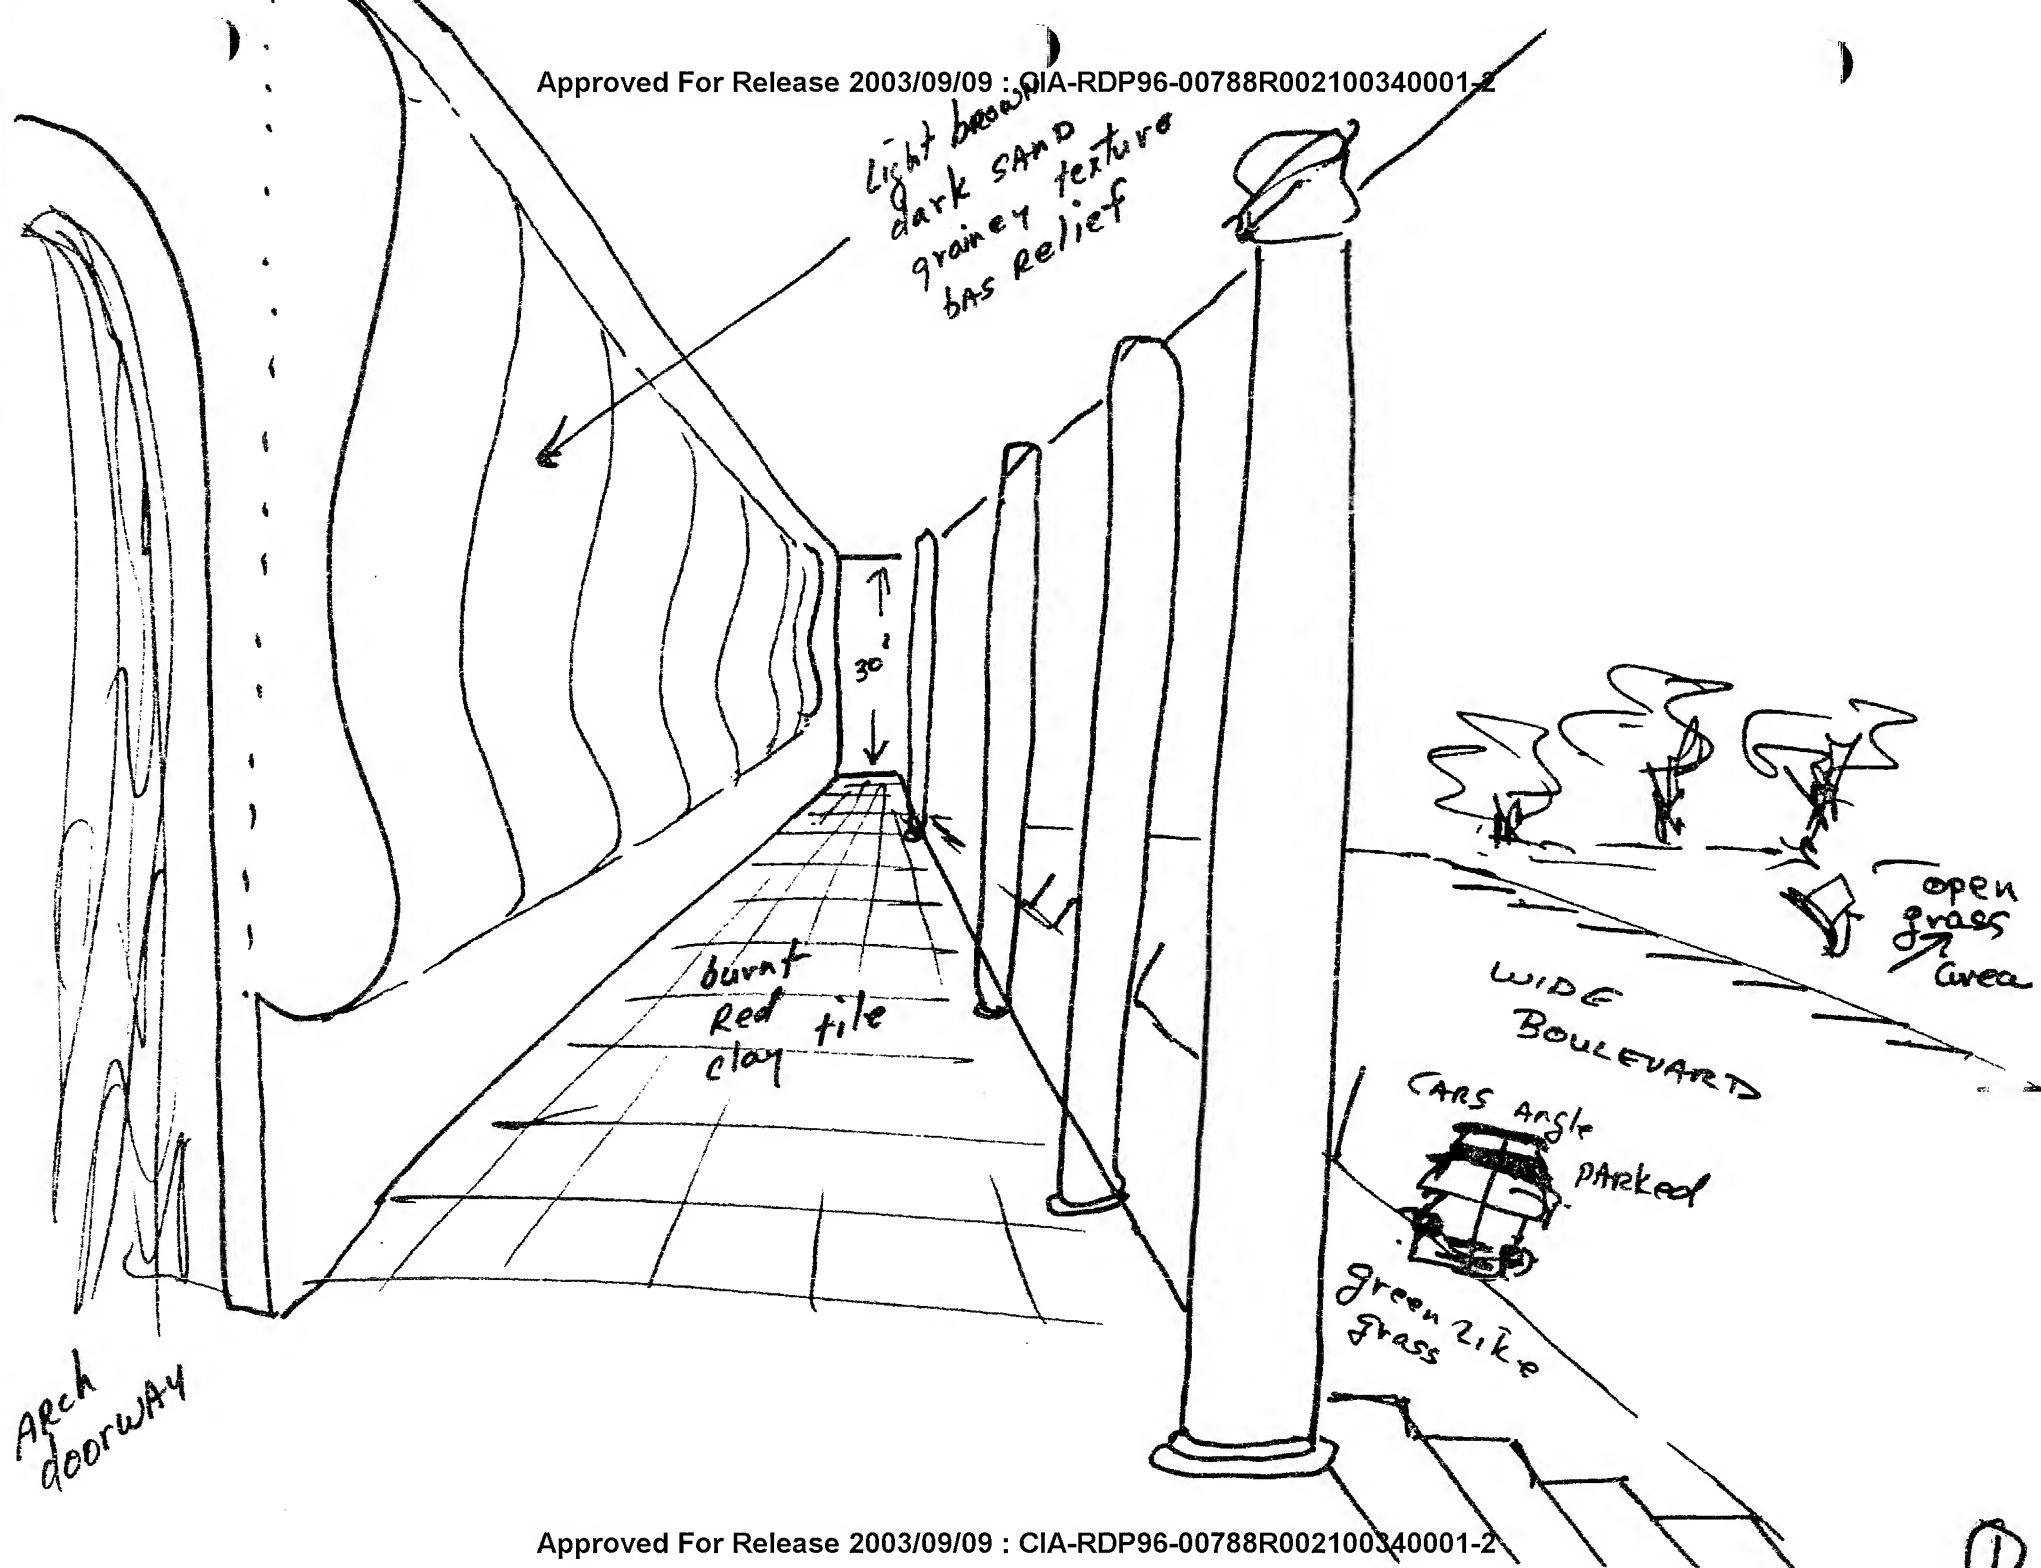 Approved For Release 2003/09/09 : CIA-RDP96-00788R002100340001-2
Light brown
dark SAnD
grainey texture
bAS Relief
30'
open
grass
area
WIDE
BOULEVARD
CARS Angle
PARKed
burnt
Red tile
clay
green like
grass
ARch
doorwAy
Approved For Release 2003/09/09 : CIA-RDP96-00788R002100340001-2
1